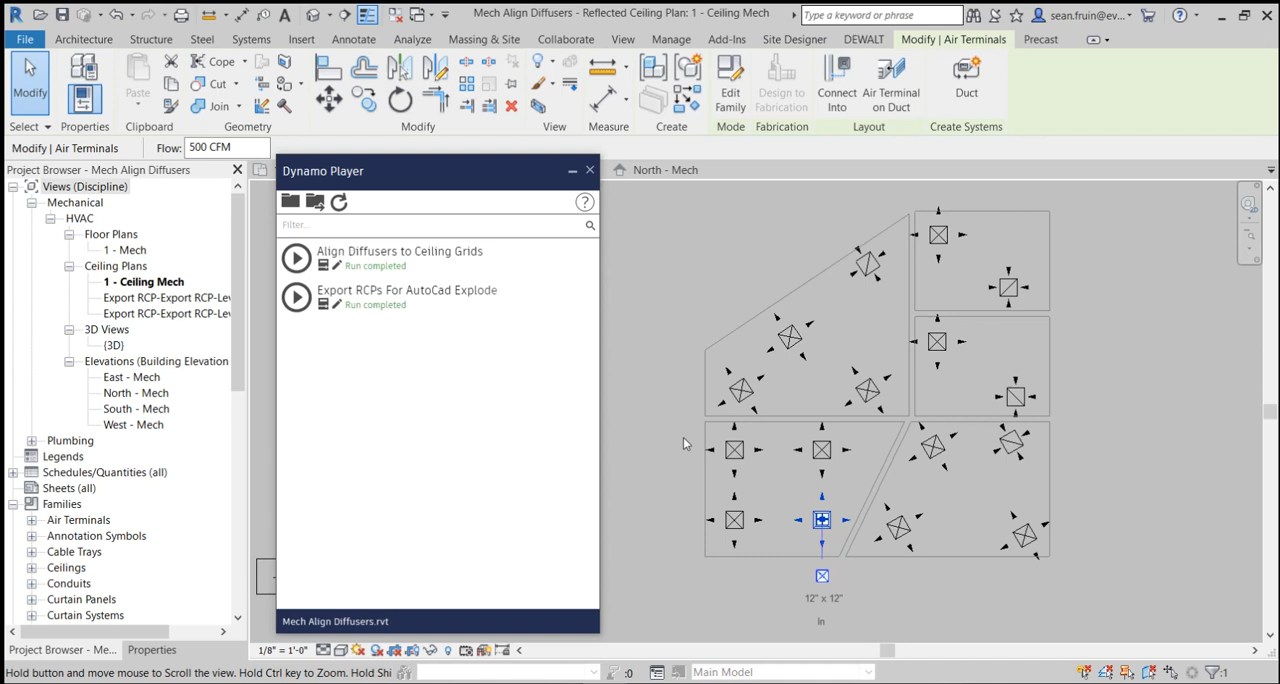 Mech Align Diffusers - Reflected Ceiling Plan: 1 - Ceiling Mech
Type a keyword or phrase
sean.fruin@ev...
File Architecture Structure Steel Systems Insert Annotate Analyze Massing & Site Collaborate View Manage Add-Ins Site Designer DEWALT Modify | Air Terminals Precast
Modify
Paste
Cope
Cut
Join
Edit Family
Design to Fabrication
Connect Into
Air Terminal on Duct
Duct
Select Properties Clipboard Geometry Modify View Measure Create Mode Fabrication Layout Create Systems
Modify | Air Terminals Flow: 500 CFM
Project Browser - Mech Align Diffusers
North - Mech
Views (Discipline)
Mechanical
HVAC
Floor Plans
1 - Mech
Ceiling Plans
1 - Ceiling Mech
Export RCP-Export RCP-Lev
Export RCP-Export RCP-Lev
3D Views
{3D}
Elevations (Building Elevation
East - Mech
North - Mech
South - Mech
West - Mech
Plumbing
Legends
Schedules/Quantities (all)
Sheets (all)
Families
Air Terminals
Annotation Symbols
Cable Trays
Ceilings
Conduits
Curtain Panels
Curtain Systems
Project Browser - Me... Properties
Dynamo Player
Filter...
Align Diffusers to Ceiling Grids
Run completed
Export RCPs For AutoCad Explode
Run completed
Mech Align Diffusers.rvt
12" x 12"
In
1/8" = 1'-0"
Hold button and move mouse to Scroll the view. Hold Ctrl key to Zoom. Hold Shi
:0
Main Model
:1